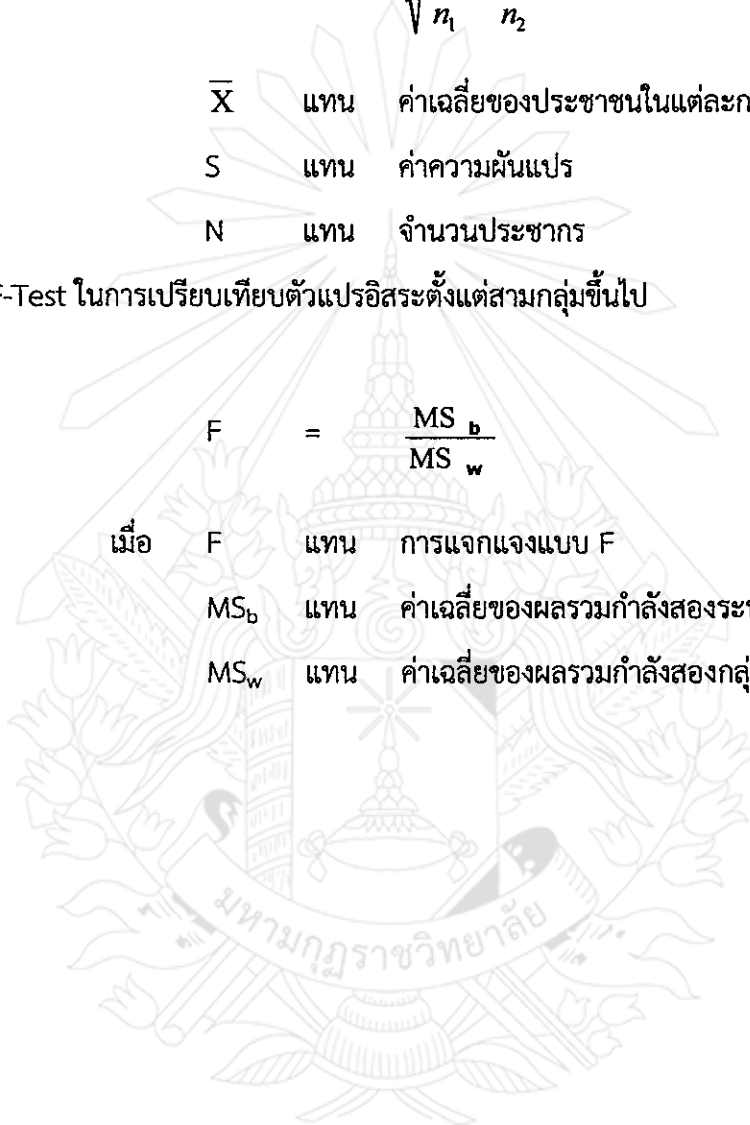 √ n₁ n₂
X̅ แทน ค่าเฉลี่ยของประชาชนในแต่ละก
S แทน ค่าความผันแปร
N แทน จำนวนประชากร
F-Test ในการเปรียบเทียบตัวแปรอิสระตั้งแต่สามกลุ่มขึ้นไป
F = MS b
MS w
เมื่อ F แทน การแจกแจงแบบ F
MSb แทน ค่าเฉลี่ยของผลรวมกำลังสองระ
MSw แทน ค่าเฉลี่ยของผลรวมกำลังสองกลุ่
มหามกุฏราชวิทยาลัย